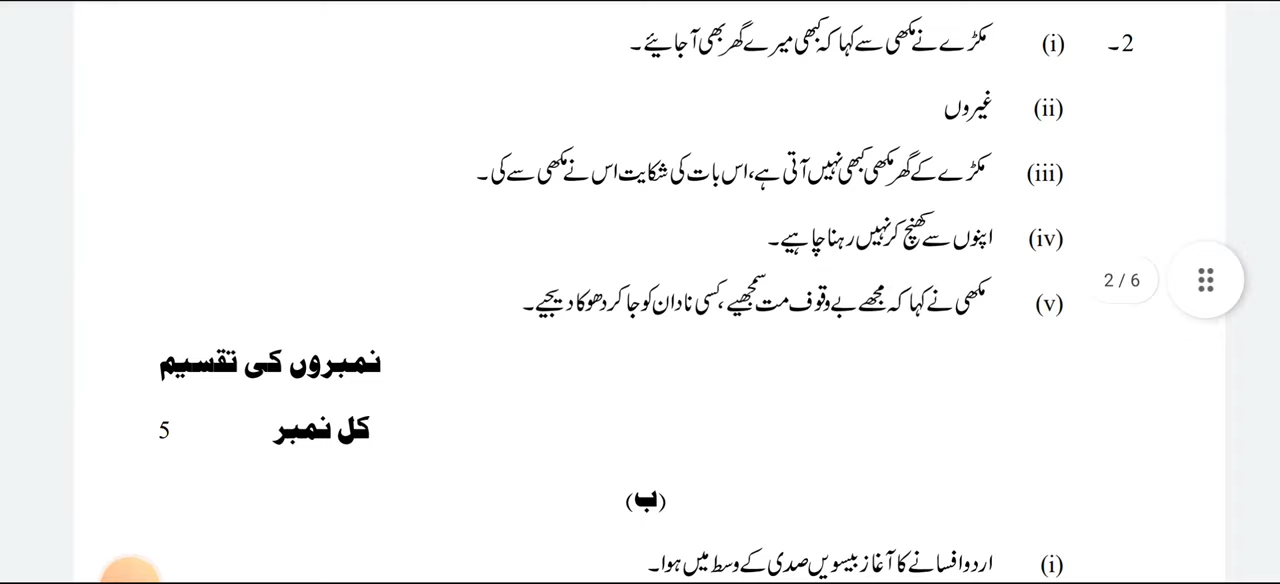 2۔ (i) مکڑے نے مکھی سے کہا کہ کبھی میرے گھر بھی آ جائیے۔
(ii) غیروں
(iii) مکڑے کے گھر مکھی کبھی نہیں آتی ہے، اس بات کی شکایت اس نے مکھی سے کی۔
(iv) اپنوں سے کھنچ کر نہیں رہنا چاہیے۔
2 / 6
(v) مکھی نے کہا کہ مجھے بے وقوف مت سمجھیے، کسی نادان کو جا کر دھوکا دیجیے۔
نمبروں کی تقسیم
کل نمبر 5
(ب)
(i) اردو افسانے کا آغاز بیسویں صدی کے وسط میں ہوا۔